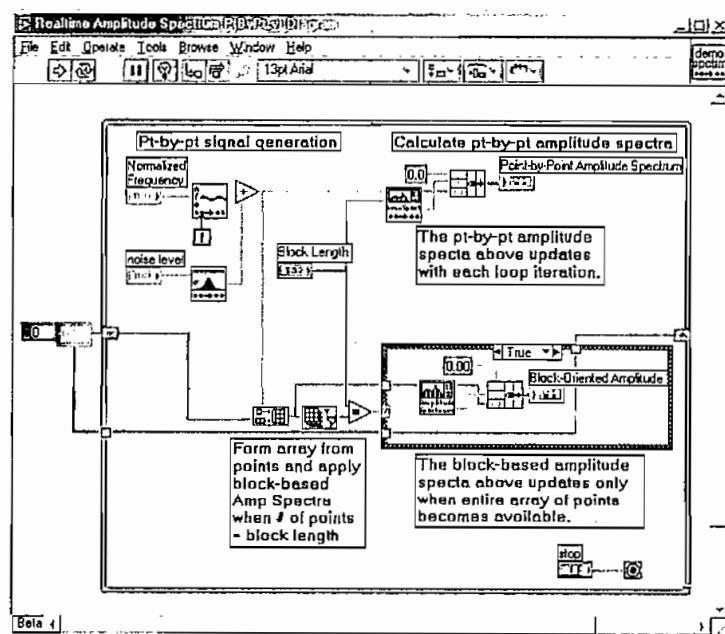 Realtime Amplitude Spectrum
File Edit Operate Tools Browse Window Help
13pt Arial
demo
Pt-by-pt signal generation
Calculate pt-by-pt amplitude spectra
Normalized
Frequency
0.0
Point-by-Point Amplitude Spectrum
noise level
Block Length
The pt-by-pt amplitude
specta above updates
with each loop iteration.
True
0.00
Block-Oriented Amplitude
Form array from
points and apply
block-based
Amp Spectra
when # of points
= block length
The block-based amplitude
specta above updates only
when entire array of points
becomes available.
stop
Beta